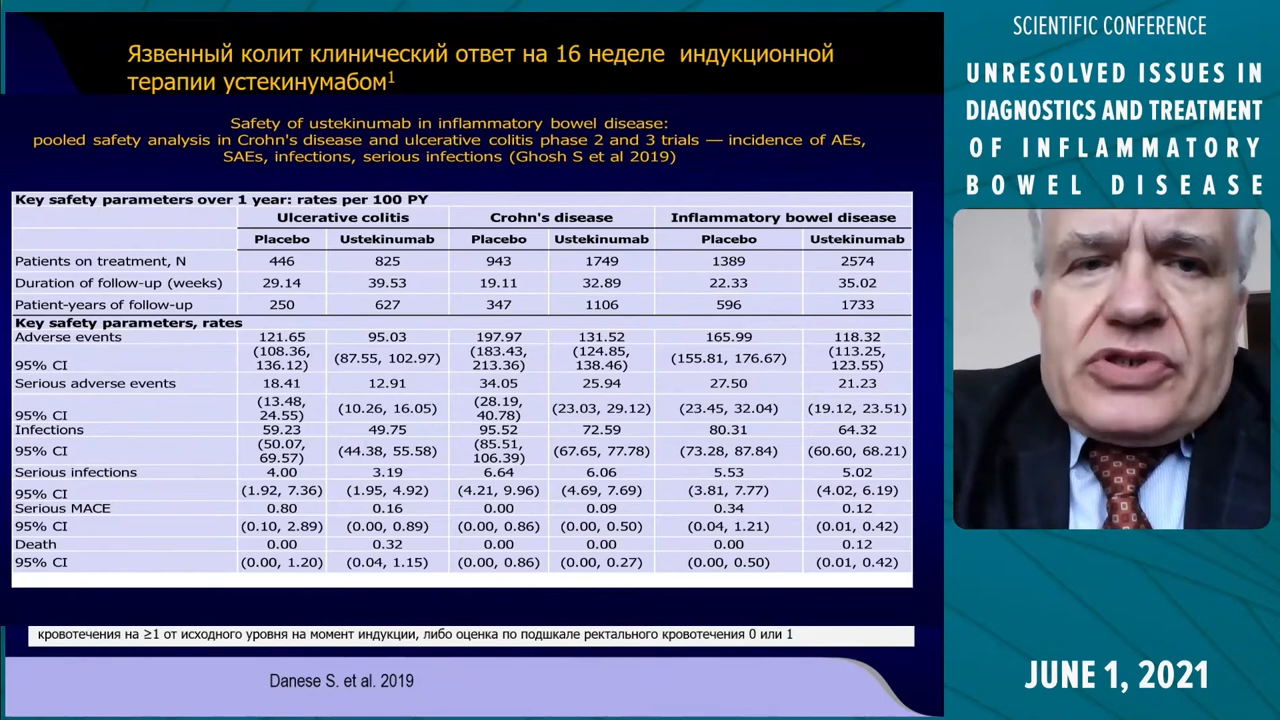 Язвенный колит клинический ответ на 16 неделе индукционной
терапии устекинумабом1
Safety of ustekinumab in inflammatory bowel disease:
pooled safety analysis in Crohn's disease and ulcerative colitis phase 2 and 3 trials — incidence of AEs,
SAEs, infections, serious infections (Ghosh S et al 2019)
Key safety parameters over 1 year: rates per 100 PY
Ulcerative colitis Crohn's disease Inflammatory bowel disease
Placebo Ustekinumab Placebo Ustekinumab Placebo Ustekinumab
Patients on treatment, N 446 825 943 1749 1389 2574
Duration of follow-up (weeks) 29.14 39.53 19.11 32.89 22.33 35.02
Patient-years of follow-up 250 627 347 1106 596 1733
Key safety parameters, rates
Adverse events 121.65 95.03 197.97 131.52 165.99 118.32
95% CI (108.36, 136.12) (87.55, 102.97) (183.43, 213.36) (124.85, 138.46) (155.81, 176.67) (113.25, 123.55)
Serious adverse events 18.41 12.91 34.05 25.94 27.50 21.23
95% CI (13.48, 24.55) (10.26, 16.05) (28.19, 40.78) (23.03, 29.12) (23.45, 32.04) (19.12, 23.51)
Infections 59.23 49.75 95.52 72.59 80.31 64.32
95% CI (50.07, 69.57) (44.38, 55.58) (85.51, 106.39) (67.65, 77.78) (73.28, 87.84) (60.60, 68.21)
Serious infections 4.00 3.19 6.64 6.06 5.53 5.02
95% CI (1.92, 7.36) (1.95, 4.92) (4.21, 9.96) (4.69, 7.69) (3.81, 7.77) (4.02, 6.19)
Serious MACE 0.80 0.16 0.00 0.09 0.34 0.12
95% CI (0.10, 2.89) (0.00, 0.89) (0.00, 0.86) (0.00, 0.50) (0.04, 1.21) (0.01, 0.42)
Death 0.00 0.32 0.00 0.00 0.00 0.12
95% CI (0.00, 1.20) (0.04, 1.15) (0.00, 0.86) (0.00, 0.27) (0.00, 0.50) (0.01, 0.42)
кровотечения на ≥1 от исходного уровня на момент индукции, либо оценка по подшкале ректального кровотечения 0 или 1
Danese S. et al. 2019
SCIENTIFIC CONFERENCE
UNRESOLVED ISSUES IN
DIAGNOSTICS AND TREATMENT
OF INFLAMMATORY
BOWEL DISEASE
JUNE 1, 2021